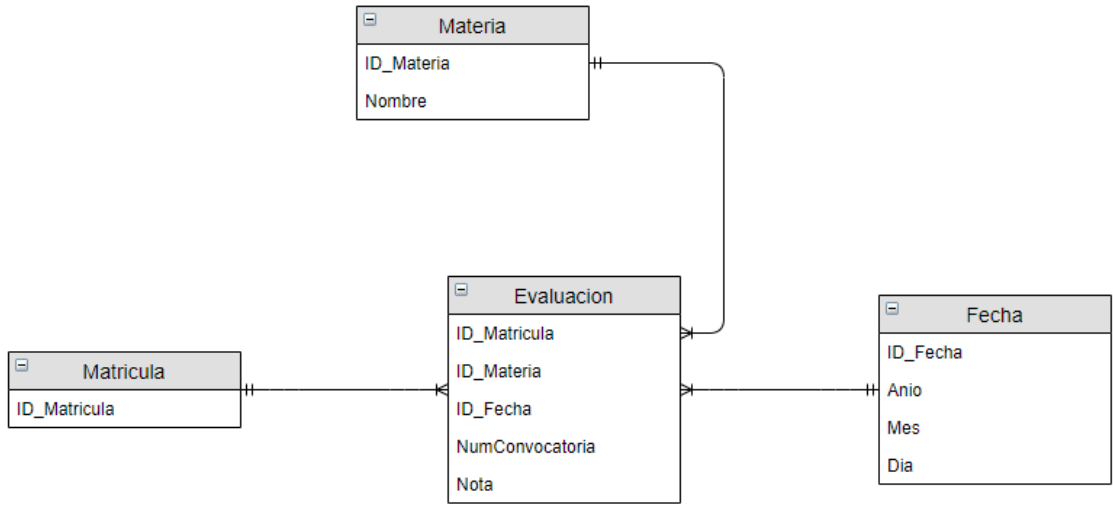 Materia
ID_Materia
Nombre
Evaluacion
ID_Matricula
ID_Materia
ID_Fecha
NumConvocatoria
Nota
Fecha
ID_Fecha
Anio
Mes
Dia
Matricula
ID_Matricula